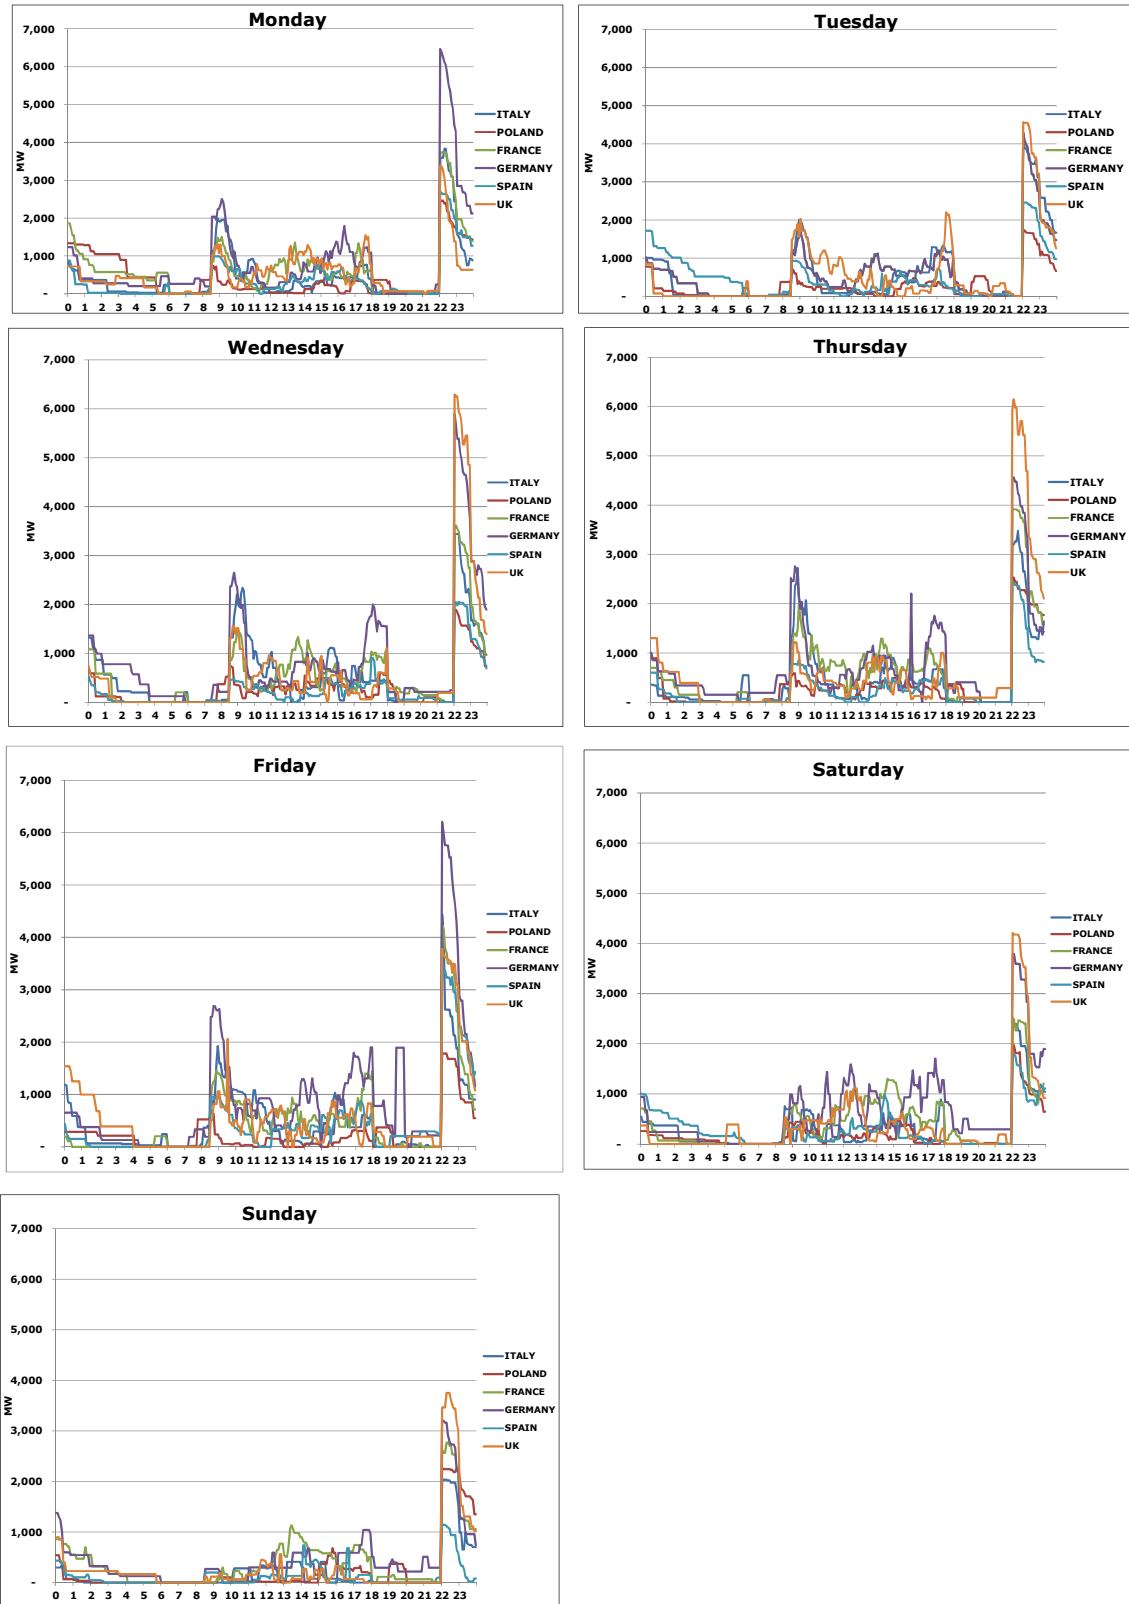 Monday
7,000
6,000
5,000
4,000
3,000
2,000
1,000
-
MW
0 1 2 3 4 5 6 7 8 9 10 11 12 13 14 15 16 17 18 19 20 21 22 23
ITALY
POLAND
FRANCE
GERMANY
SPAIN
UK
Tuesday
7,000
6,000
5,000
4,000
3,000
2,000
1,000
-
MW
0 1 2 3 4 5 6 7 8 9 10 11 12 13 14 15 16 17 18 19 20 21 22 23
ITALY
POLAND
FRANCE
GERMANY
SPAIN
UK
Wednesday
7,000
6,000
5,000
4,000
3,000
2,000
1,000
-
MW
0 1 2 3 4 5 6 7 8 9 10 11 12 13 14 15 16 17 18 19 20 21 22 23
ITALY
POLAND
FRANCE
GERMANY
SPAIN
UK
Thursday
7,000
6,000
5,000
4,000
3,000
2,000
1,000
-
MW
0 1 2 3 4 5 6 7 8 9 10 11 12 13 14 15 16 17 18 19 20 21 22 23
ITALY
POLAND
FRANCE
GERMANY
SPAIN
UK
Friday
7,000
6,000
5,000
4,000
3,000
2,000
1,000
-
MW
0 1 2 3 4 5 6 7 8 9 10 11 12 13 14 15 16 17 18 19 20 21 22 23
ITALY
POLAND
FRANCE
GERMANY
SPAIN
UK
Saturday
7,000
6,000
5,000
4,000
3,000
2,000
1,000
-
MW
0 1 2 3 4 5 6 7 8 9 10 11 12 13 14 15 16 17 18 19 20 21 22 23
ITALY
POLAND
FRANCE
GERMANY
SPAIN
UK
Sunday
7,000
6,000
5,000
4,000
3,000
2,000
1,000
-
MW
0 1 2 3 4 5 6 7 8 9 10 11 12 13 14 15 16 17 18 19 20 21 22 23
ITALY
POLAND
FRANCE
GERMANY
SPAIN
UK